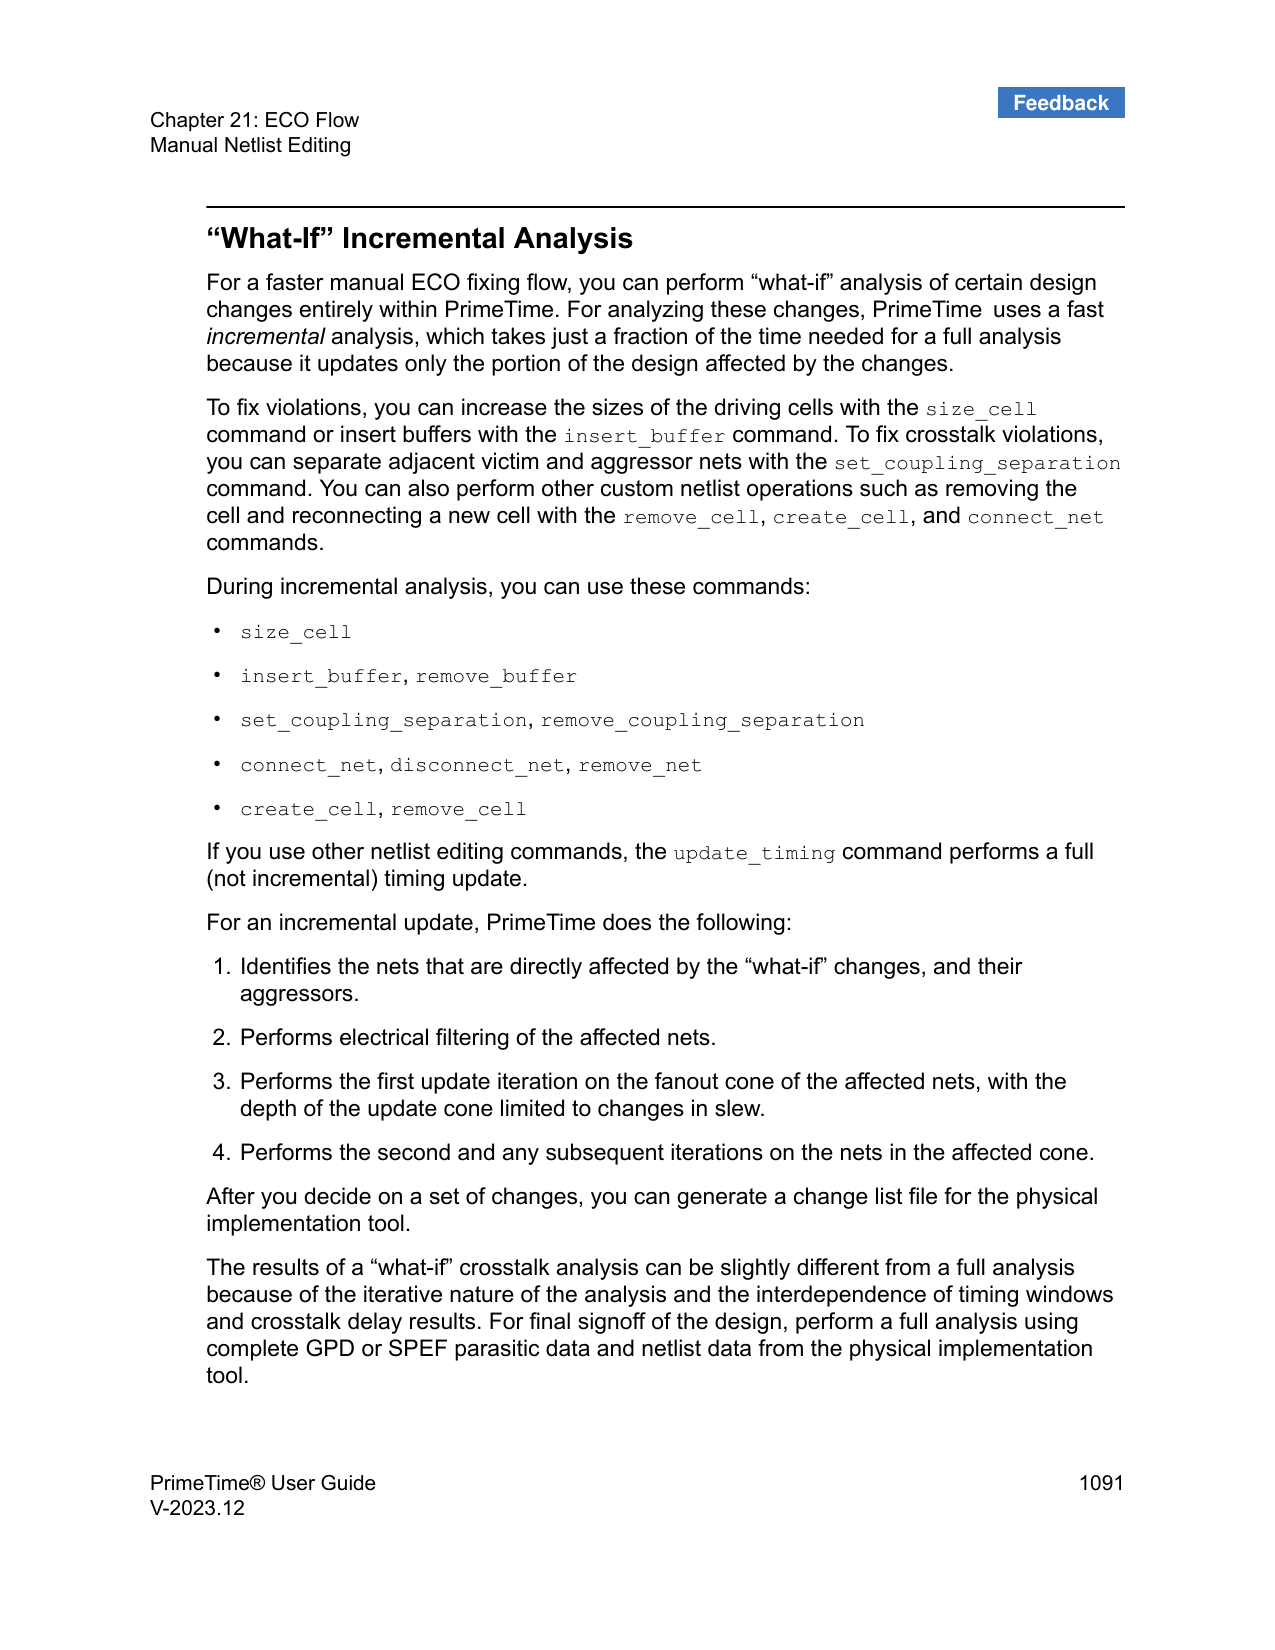 Feedback
Chapter 21: ECO Flow
Manual Netlist Editing
“What-If” Incremental Analysis
For a faster manual ECO fixing flow, you can perform “what-if” analysis of certain design
changes entirely within PrimeTime. For analyzing these changes, PrimeTime uses a fast
incremental analysis, which takes just a fraction of the time needed for a full analysis
because it updates only the portion of the design affected by the changes.
To fix violations, you can increase the sizes of the driving cells with the size_cell
command or insert buffers with the insert_buffer command. To fix crosstalk violations,
you can separate adjacent victim and aggressor nets with the set_coupling_separation
command. You can also perform other custom netlist operations such as removing the
cell and reconnecting a new cell with the remove_cell, create_cell, and connect_net
commands.
During incremental analysis, you can use these commands:
• size_cell
• insert_buffer, remove_buffer
• set_coupling_separation, remove_coupling_separation
• connect_net, disconnect_net, remove_net
• create_cell, remove_cell
If you use other netlist editing commands, the update_timing command performs a full
(not incremental) timing update.
For an incremental update, PrimeTime does the following:
1. Identifies the nets that are directly affected by the “what-if” changes, and their
aggressors.
2. Performs electrical filtering of the affected nets.
3. Performs the first update iteration on the fanout cone of the affected nets, with the
depth of the update cone limited to changes in slew.
4. Performs the second and any subsequent iterations on the nets in the affected cone.
After you decide on a set of changes, you can generate a change list file for the physical
implementation tool.
The results of a “what-if” crosstalk analysis can be slightly different from a full analysis
because of the iterative nature of the analysis and the interdependence of timing windows
and crosstalk delay results. For final signoff of the design, perform a full analysis using
complete GPD or SPEF parasitic data and netlist data from the physical implementation
tool.
PrimeTime® User Guide 1091
V-2023.12